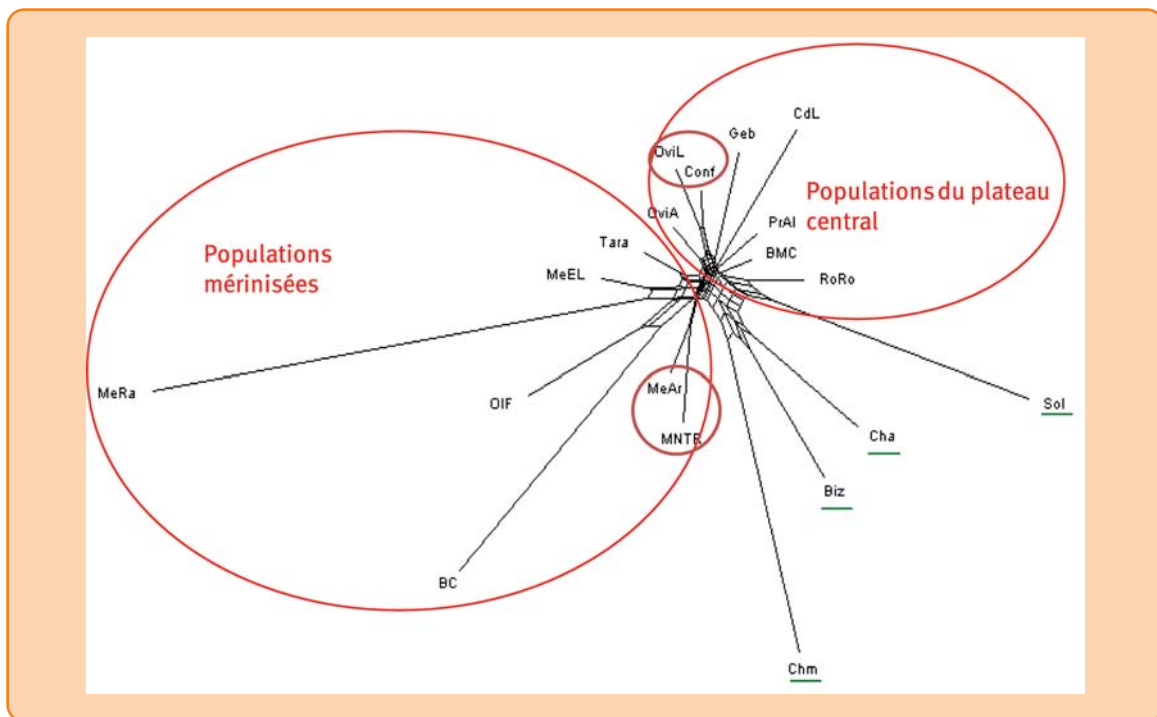 CdL
Geb
OviL
Conf
Populations du plateau
central
OviA
PrAl
Tara
BMC
Populations
mérinisées
MeEL
RoRo
MeRa
MeAr
OIF
Sol
MNTR
Cha
Biz
BC
Chm